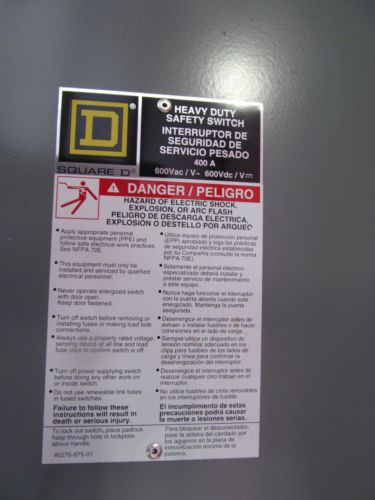 D ®
SQUARE D®
HEAVY DUTY
SAFETY SWITCH
INTERRUPTOR DE
SEGURIDAD DE
SERVICIO PESADO
400 A
600Vac / V~ 600Vdc / V⎓
DANGER / PELIGRO
HAZARD OF ELECTRIC SHOCK,
EXPLOSION, OR ARC FLASH
PELIGRO DE DESCARGA ELÉCTRICA,
EXPLOSIÓN O DESTELLO POR ARQUEO
• Apply appropriate personal
protective equipment (PPE) and
follow safe electrical work practices.
See NFPA 70E.
• This equipment must only be
installed and serviced by qualified
electrical personnel.
• Never operate energized switch
with door open.
Keep door fastened.
• Turn off switch before removing or
installing fuses or making load side
connections.
• Always use a properly rated voltage
sensing device at all line and load
fuse clips to confirm switch is off.
• Turn off power supplying switch
before doing any other work on
or inside switch.
• Do not use renewable link fuses
in fused switches.
Failure to follow these
instructions will result in
death or serious injury.
• Utilice equipo de protección personal
(EPP) apropiado y siga las prácticas
de seguridad eléctrica establecidas
por su Compañía (consulte la norma
NFPA 70E).
• Solamente el personal eléctrico
especializado deberá instalar y
prestar servicio de mantenimiento
a este equipo.
• Nunca haga funcionar el interruptor
con la puerta abierta cuando esté
energizado. Mantenga la puerta
asegurada.
• Desenergice el interruptor antes de
extraer o instalar fusibles o de hacer
conexiones en el lado de carga.
• Siempre utilice un dispositivo de
tensión nominal adecuado en los
clips para fusibles de los lados de
carga y línea para confirmar la
desenergización del interruptor.
• Desenergice el interruptor antes de
realizar cualquier otro trabajo en el
interruptor.
• No utilice fusibles de cinta renovables
en los interruptores de fusible.
El incumplimiento de estas
precauciones podrá causar
la muerte o lesiones serias.
To lock out switch, place padlock
hasp through hole in lockplate
above handle.
40276-875-01
Para bloquear el desconectador,
pase la aldaba del candado por
los agujeros en la placa de
inmovilización encima de la
palanca.